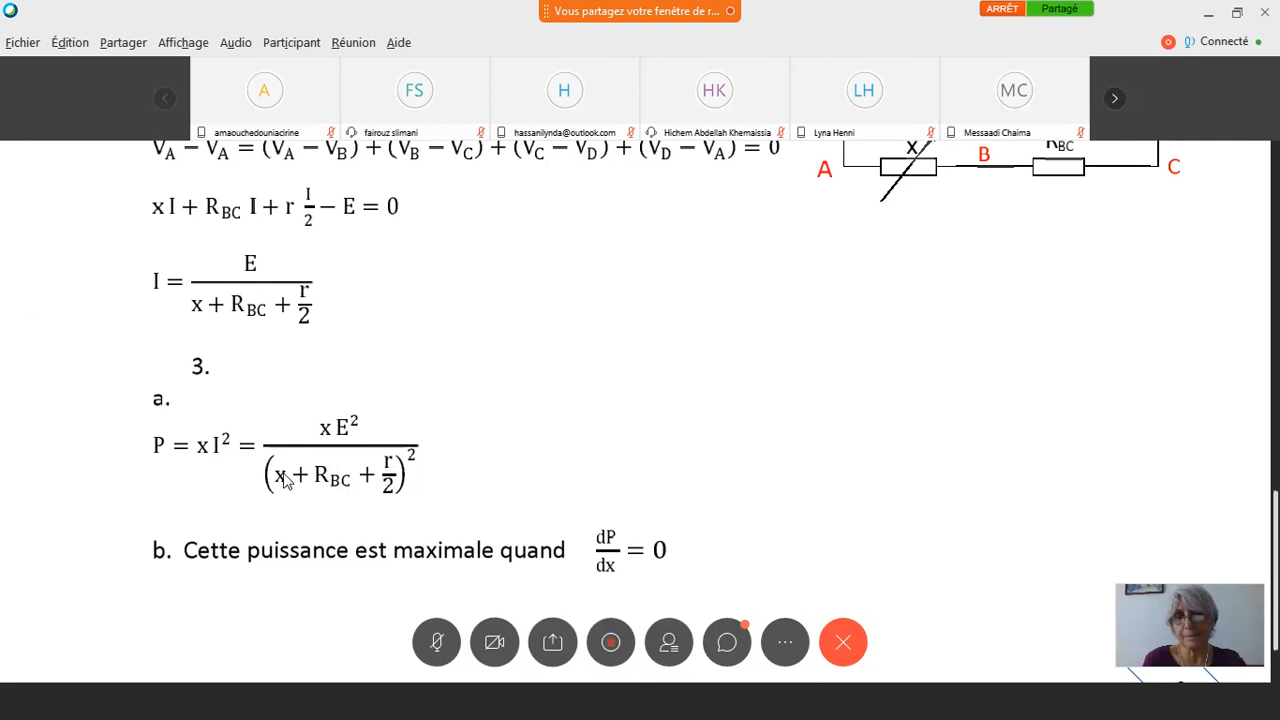 Vous partagez votre fenêtre de r...
ARRÊT Partagé
Fichier Édition Partager Affichage Audio Participant Réunion Aide
Connecté
A FS H HK LH MC
amaouchedouniacirine fairouz slimani hassanilynda@outlook.com Hichem Abdellah Khemaissia Lyna Henni Messaadi Chaima
V_A − V_A = (V_A − V_B) + (V_B − V_C) + (V_C − V_D) + (V_D − V_A) = 0
X R_BC
A B C
x I + R_BC I + r I/2 − E = 0
I = E / (x + R_BC + r/2)
3.
a.
P = x I² = x E² / (x + R_BC + r/2)²
b. Cette puissance est maximale quand dP/dx = 0